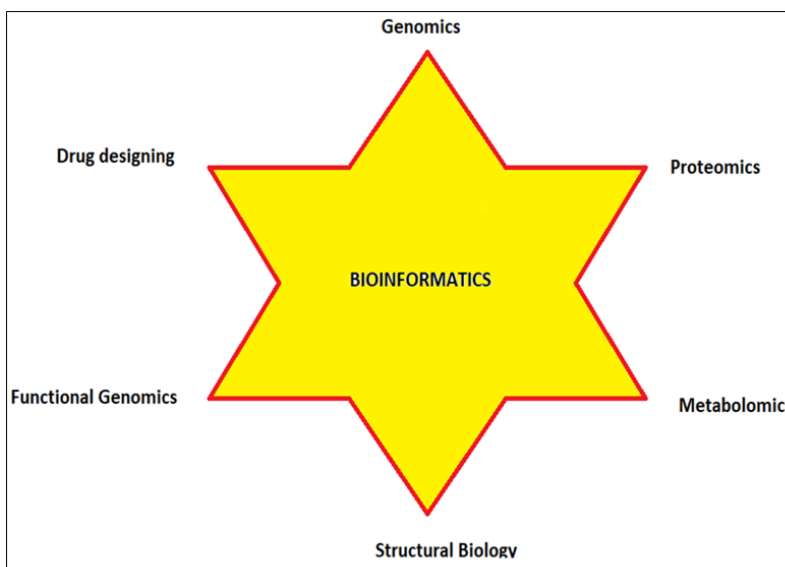 Genomics
Drug designing
Proteomics
BIOINFORMATICS
Functional Genomics
Metabolomic
Structural Biology